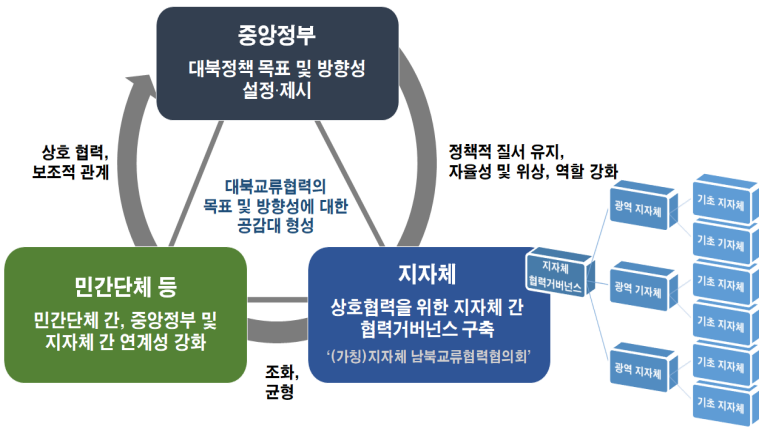 중앙정부
대북정책 목표 및 방향성
설정·제시
상호 협력,
보조적 관계
정책적 질서 유지,
자율성 및 위상, 역할 강화
대북교류협력의
목표 및 방향성에 대한
공감대 형성
민간단체 등
민간단체 간, 중앙정부 및
지자체 간 연계성 강화
지자체
상호협력을 위한 지자체 간
협력거버넌스 구축
‘(가칭)지자체 남북교류협력협의회’
조화,
균형
지자체
협력거버넌스
광역 지자체
기초 지자체
기초 기자체
광역 기자체
기초 지자체
기초 지자체
광역 지자체
기초 지자체
기초 지자체